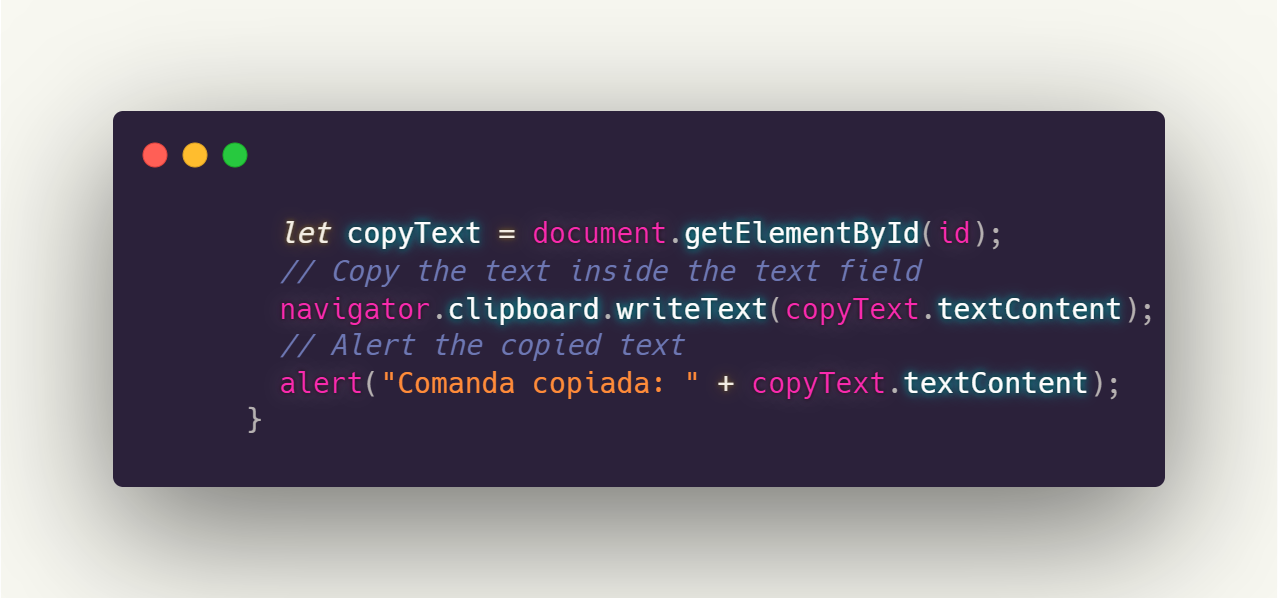 let copyText = document.getElementById(id);
// Copy the text inside the text field
navigator.clipboard.writeText(copyText.textContent);
// Alert the copied text
alert("Comanda copiada: " + copyText.textContent);
}